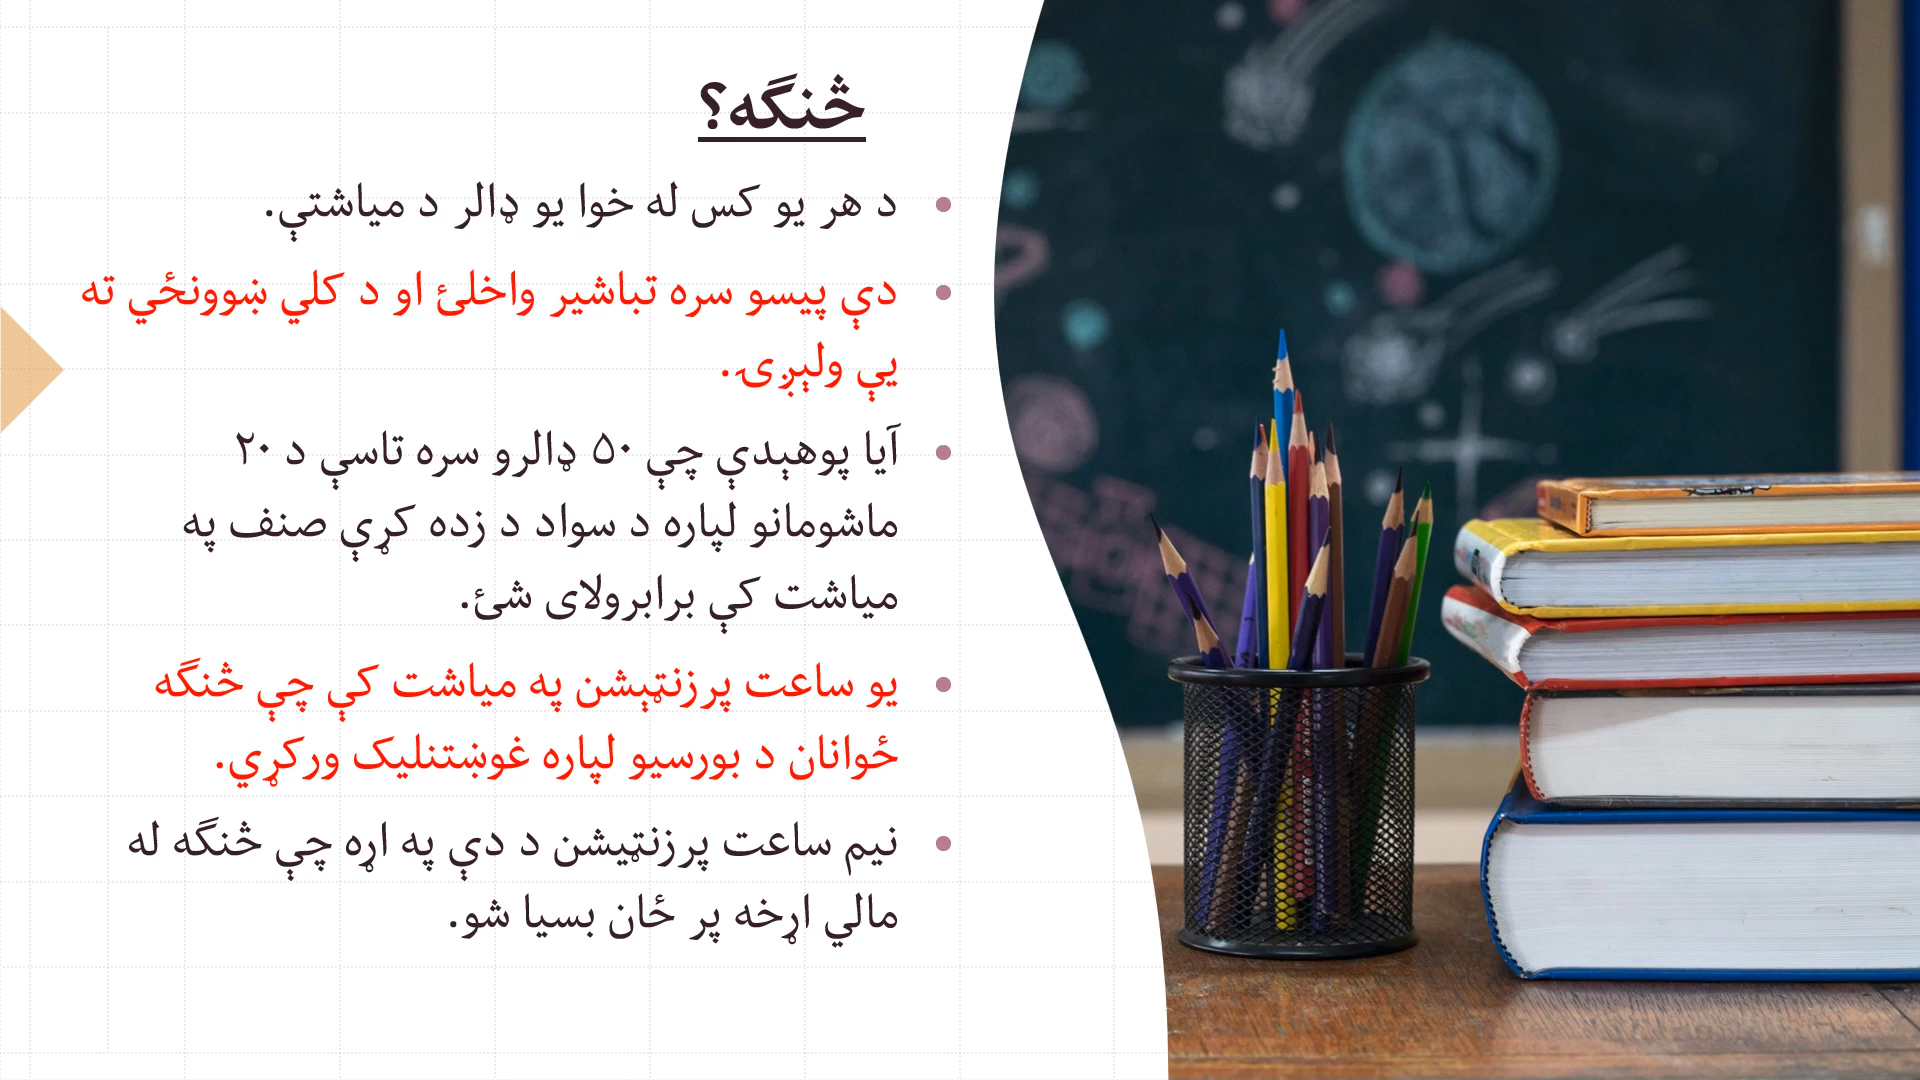 څنګه؟
د هر یو کس له خوا یو ډالر د میاشتې.
دې پیسو سره تباشیر واخلئ او د کلي ښوونځي ته
یې ولېږۍ.
آیا پوهېدې چې ۵۰ ډالرو سره تاسې د ۲۰
ماشومانو لپاره د سواد د زده کړې صنف په
میاشت کې برابرولای شئ.
یو ساعت پرزنټېشن په میاشت کې چې څنګه
ځوانان د بورسیو لپاره غوښتنلیک ورکړي.
نیم ساعت پرزنټیشن د دې په اړه چې څنګه له
مالي اړخه پر ځان بسیا شو.